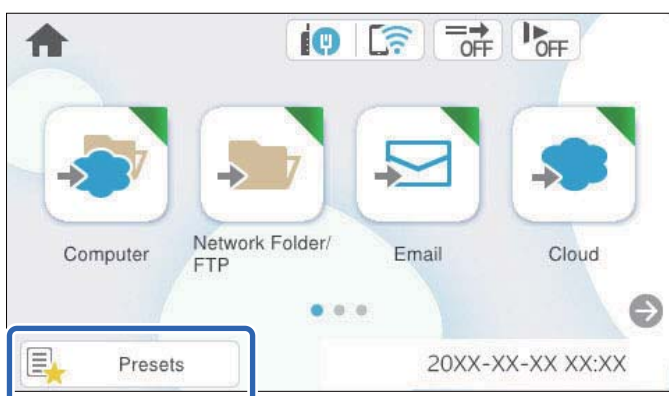 OFF
OFF
Computer
Network Folder/
FTP
Email
Cloud
Presets
20XX-XX-XX XX:XX